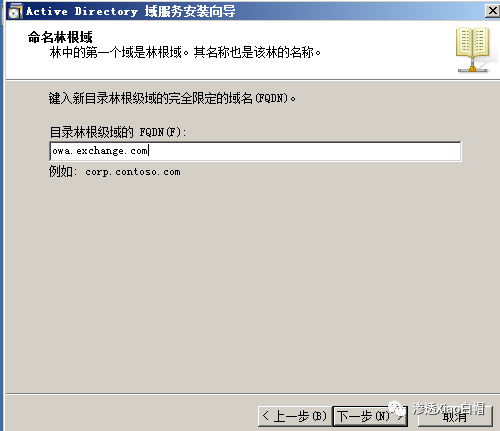 Active Directory 域服务安装向导
命名林根域
林中的第一个域是林根域。其名称也是该林的名称。
键入新目录林根级域的完全限定的域名(FQDN)。
目录林根级域的 FQDN(F):
owa.exchange.com
例如: corp.contoso.com
< 上一步(B) 下一步(N) > 取消
渗透Xiao白帽